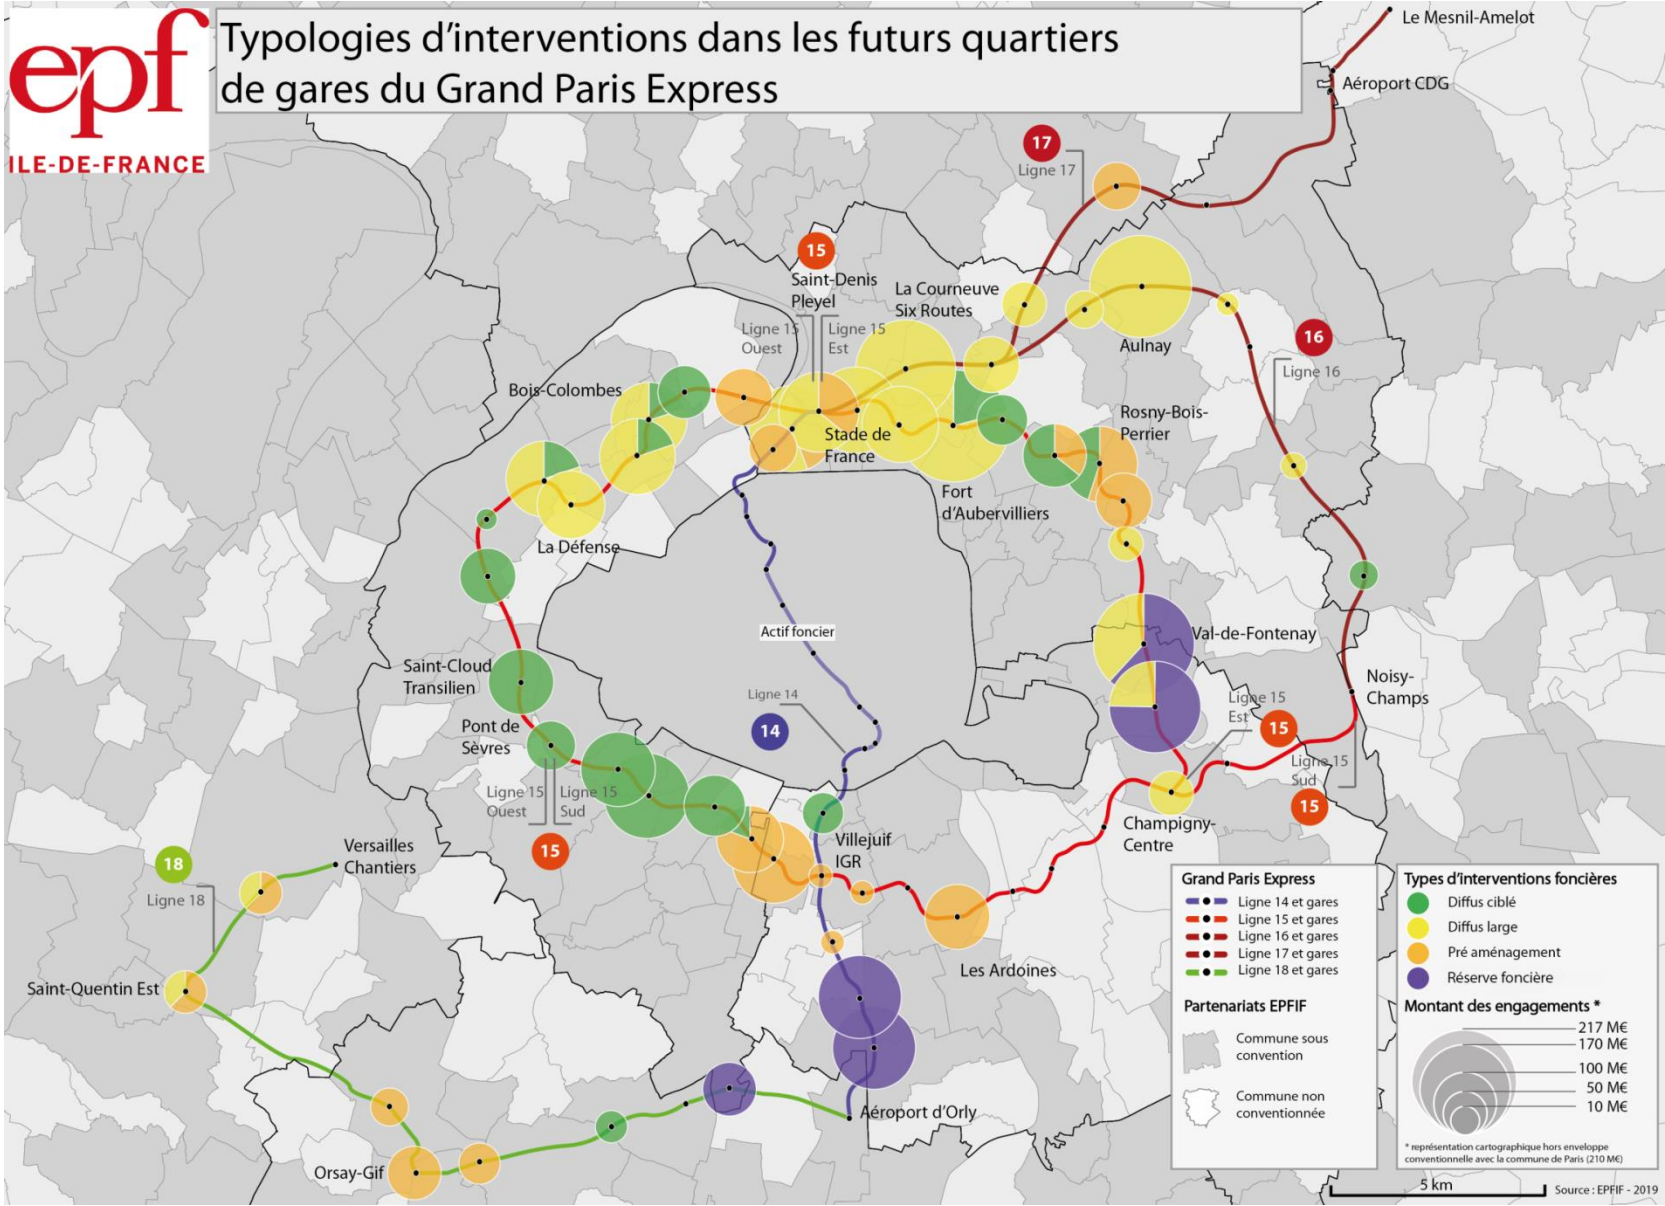 epf
ILE-DE-FRANCE
Typologies d'interventions dans les futurs quartiers
de gares du Grand Paris Express
Le Mesnil-Amelot
Aéroport CDG
17
Ligne 17
15
Saint-Denis
Pleyel
La Courneuve
Six Routes
Ligne 15
Ouest
Ligne 15
Est
Aulnay
16
Ligne 16
Bois-Colombes
Stade de
France
Rosny-Bois-
Perrier
Fort
d'Aubervilliers
La Défense
Actif foncier
Val-de-Fontenay
Saint-Cloud
Transilien
Noisy-
Champs
Ligne 14
14
Ligne 15
Est
15
Pont de
Sèvres
Ligne 15
Ouest
Ligne 15
Sud
15
Ligne 15
Sud
15
Champigny-
Centre
Villejuif
IGR
Versailles
Chantiers
18
Ligne 18
Les Ardoines
Saint-Quentin Est
Aéroport d'Orly
Orsay-Gif
Grand Paris Express
Ligne 14 et gares
Ligne 15 et gares
Ligne 16 et gares
Ligne 17 et gares
Ligne 18 et gares
Partenariats EPFIF
Commune sous
convention
Commune non
conventionnée
Types d'interventions foncières
Diffus ciblé
Diffus large
Pré aménagement
Réserve foncière
Montant des engagements *
217 M€
170 M€
100 M€
50 M€
10 M€
* représentation cartographique hors enveloppe
conventionnelle avec la commune de Paris (210 M€)
5 km
Source : EPFIF - 2019